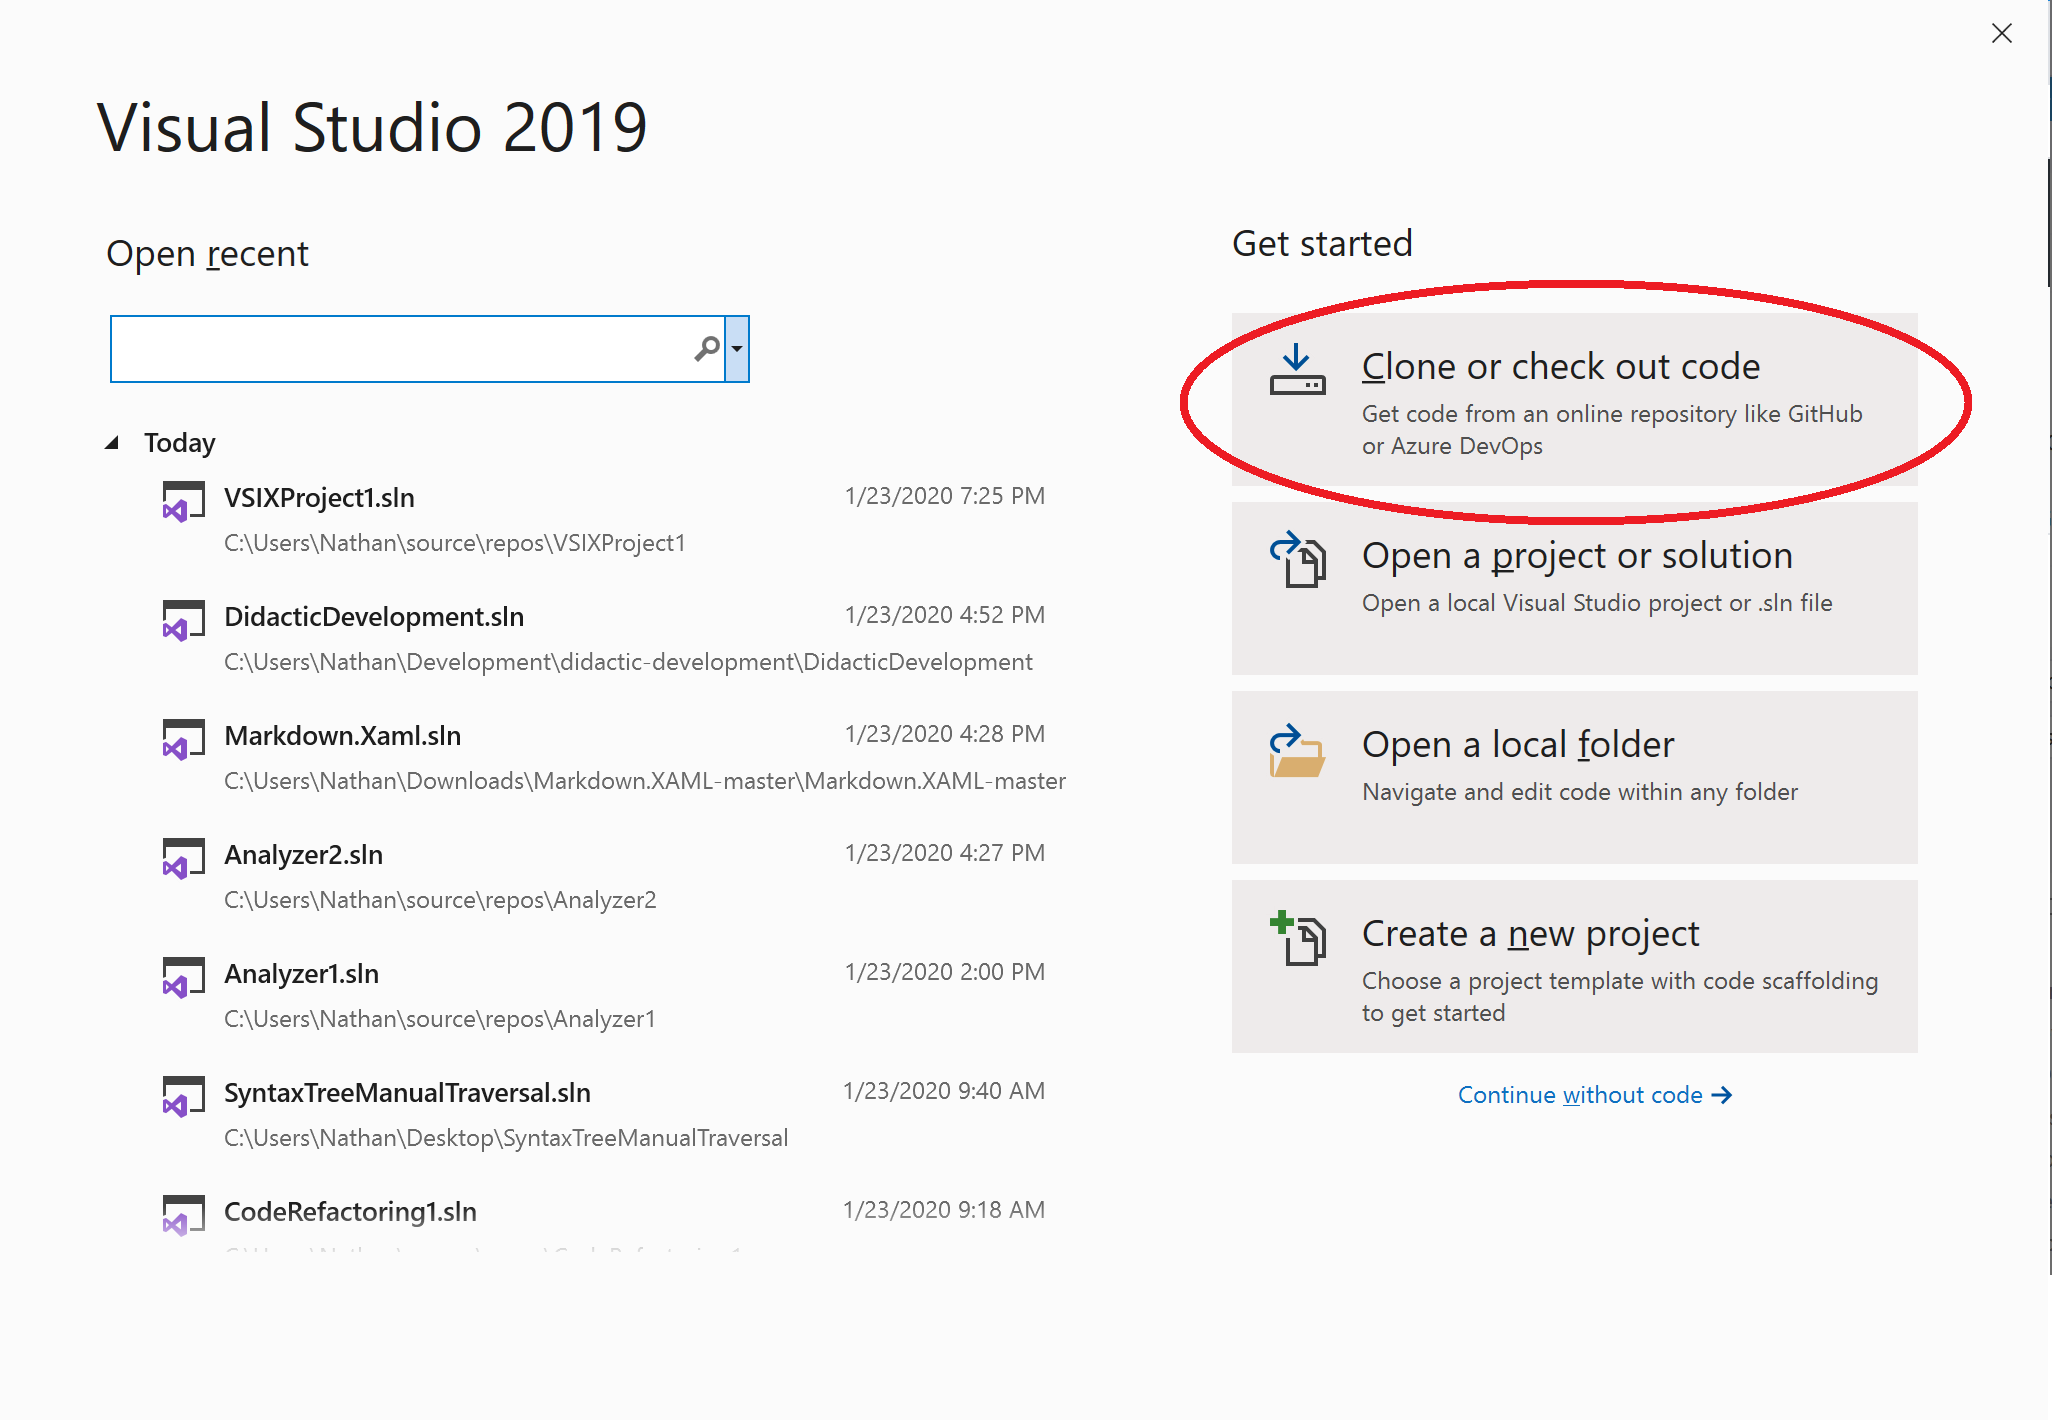 Visual Studio 2019
Open recent
Today
VSIXProject1.sln 1/23/2020 7:25 PM
C:\Users\Nathan\source\repos\VSIXProject1
DidacticDevelopment.sln 1/23/2020 4:52 PM
C:\Users\Nathan\Development\didactic-development\DidacticDevelopment
Markdown.Xaml.sln 1/23/2020 4:28 PM
C:\Users\Nathan\Downloads\Markdown.XAML-master\Markdown.XAML-master
Analyzer2.sln 1/23/2020 4:27 PM
C:\Users\Nathan\source\repos\Analyzer2
Analyzer1.sln 1/23/2020 2:00 PM
C:\Users\Nathan\source\repos\Analyzer1
SyntaxTreeManualTraversal.sln 1/23/2020 9:40 AM
C:\Users\Nathan\Desktop\SyntaxTreeManualTraversal
CodeRefactoring1.sln 1/23/2020 9:18 AM
Get started
Clone or check out code
Get code from an online repository like GitHub
or Azure DevOps
Open a project or solution
Open a local Visual Studio project or .sln file
Open a local folder
Navigate and edit code within any folder
Create a new project
Choose a project template with code scaffolding
to get started
Continue without code